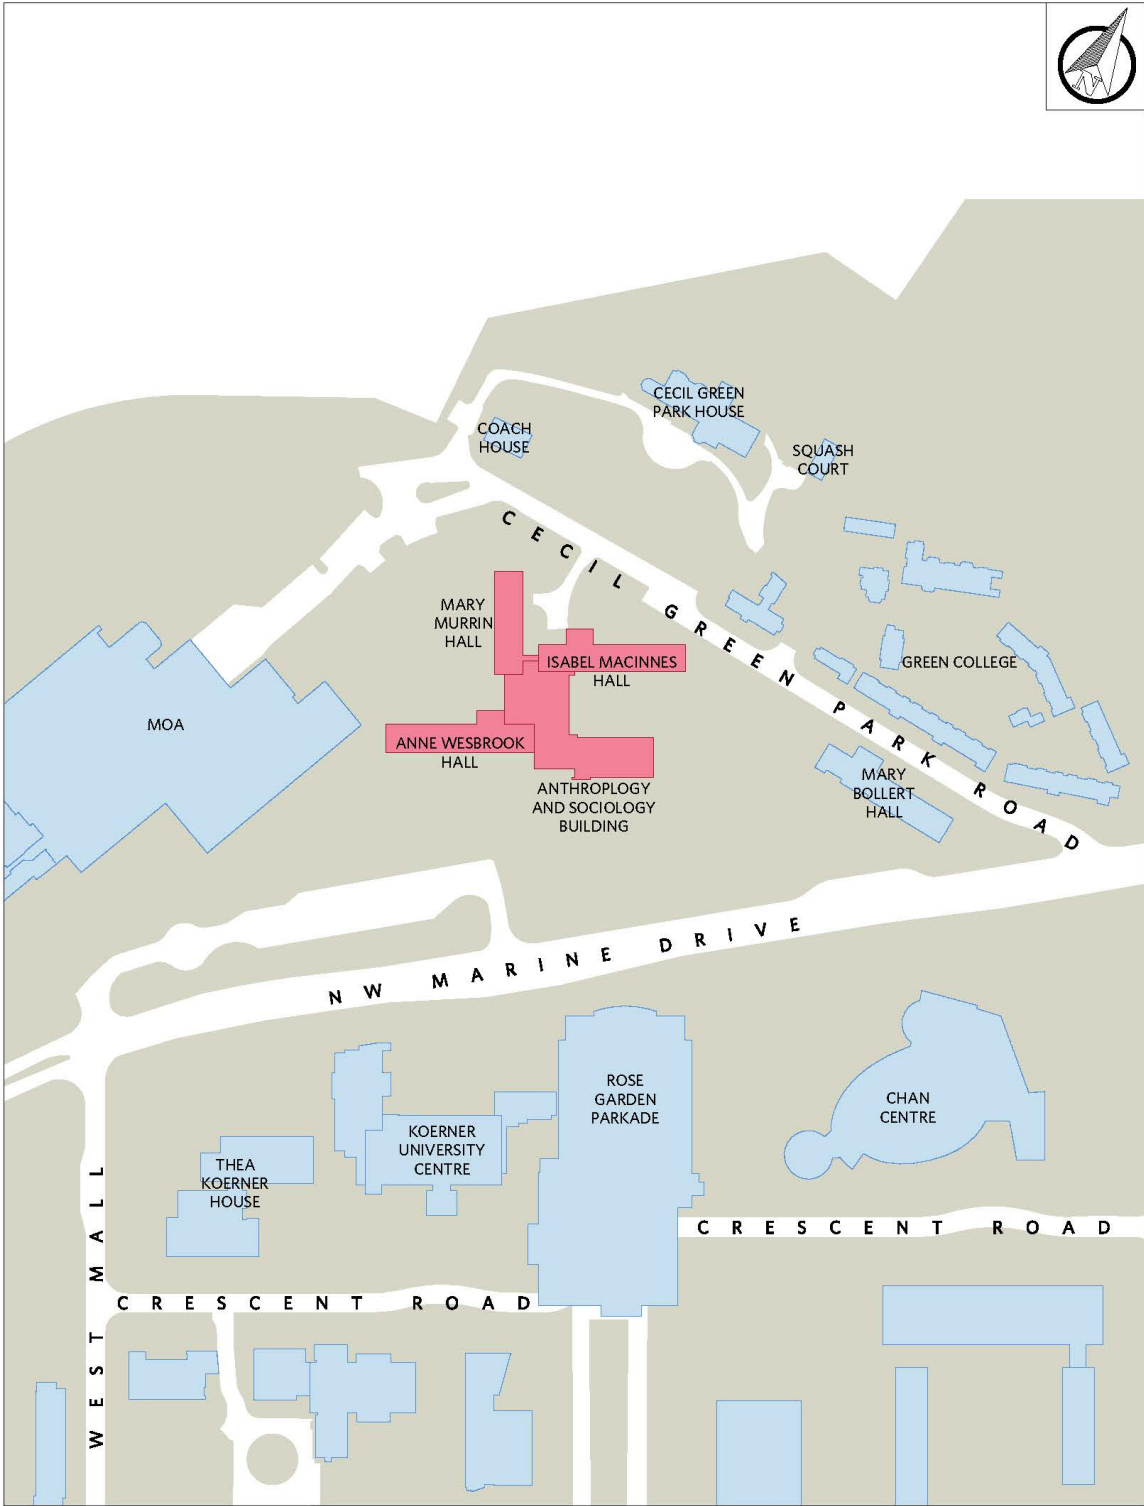 N
CECIL GREEN
PARK HOUSE
COACH
HOUSE
SQUASH
COURT
CECIL GREEN PARK ROAD
MARY
MURRIN
HALL
ISABEL MACINNES
HALL
GREEN COLLEGE
MOA
ANNE WESBROOK
HALL
MARY
BOLLERT
HALL
ANTHROPLOGY
AND SOCIOLOGY
BUILDING
NW MARINE DRIVE
ROSE
GARDEN
PARKADE
CHAN
CENTRE
KOERNER
UNIVERSITY
CENTRE
THEA
KOERNER
HOUSE
CRESCENT ROAD
CRESCENT ROAD
WEST MALL